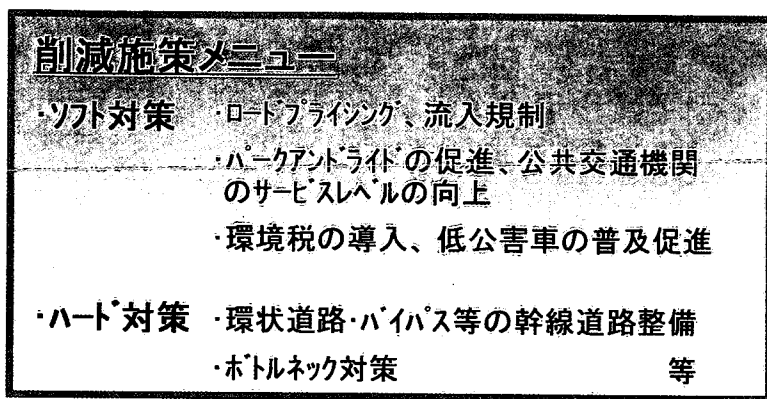 削減施策メニュー
・ソフト対策 ・ロードプライシング、流入規制
・パークアンドライドの促進、公共交通機関
のサービスレベルの向上
・環境税の導入、低公害車の普及促進
・ハード対策 ・環状道路・バイパス等の幹線道路整備
・ボトルネック対策 等